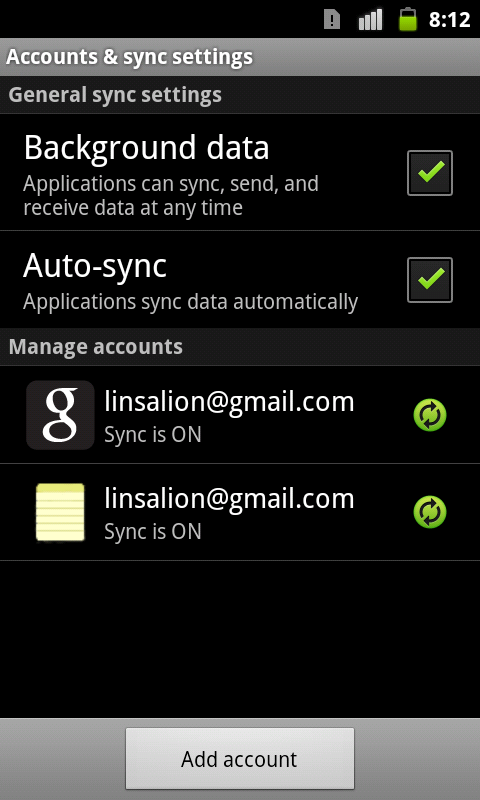 8:12
Accounts & sync settings
General sync settings
Background data
Applications can sync, send, and
receive data at any time
Auto-sync
Applications sync data automatically
Manage accounts
g
linsalion@gmail.com
Sync is ON
linsalion@gmail.com
Sync is ON
Add account